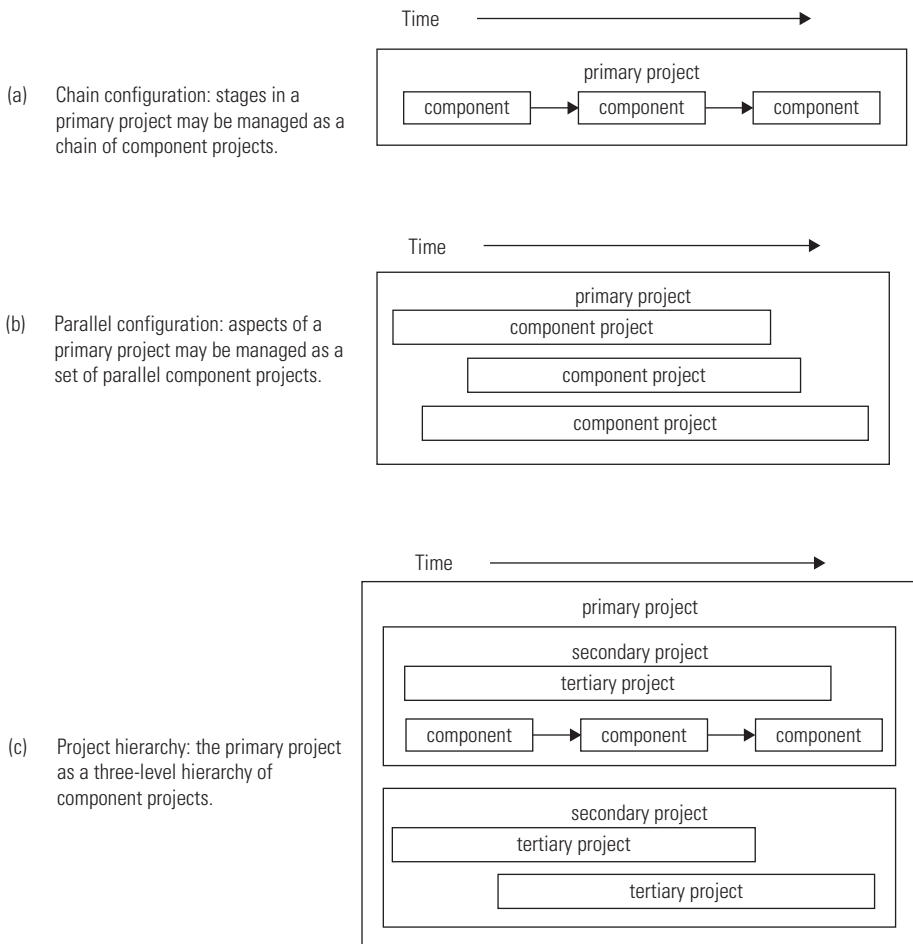 Time
primary project
(a) Chain configuration: stages in a
primary project may be managed as a
chain of component projects.
component component component
Time
primary project
(b) Parallel configuration: aspects of a
primary project may be managed as a
set of parallel component projects.
component project
component project
component project
Time
primary project
secondary project
tertiary project
component component component
(c) Project hierarchy: the primary project
as a three-level hierarchy of
component projects.
secondary project
tertiary project
tertiary project